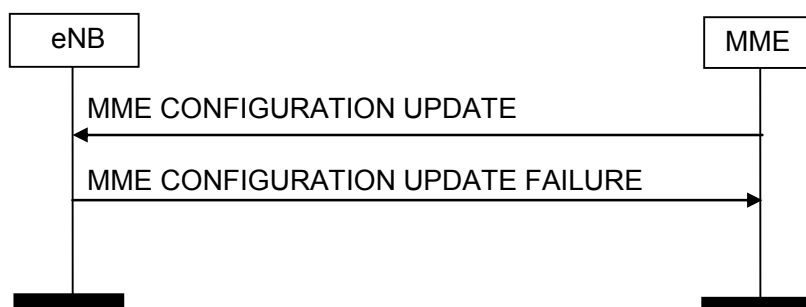 eNB
MME
MME CONFIGURATION UPDATE
MME CONFIGURATION UPDATE FAILURE